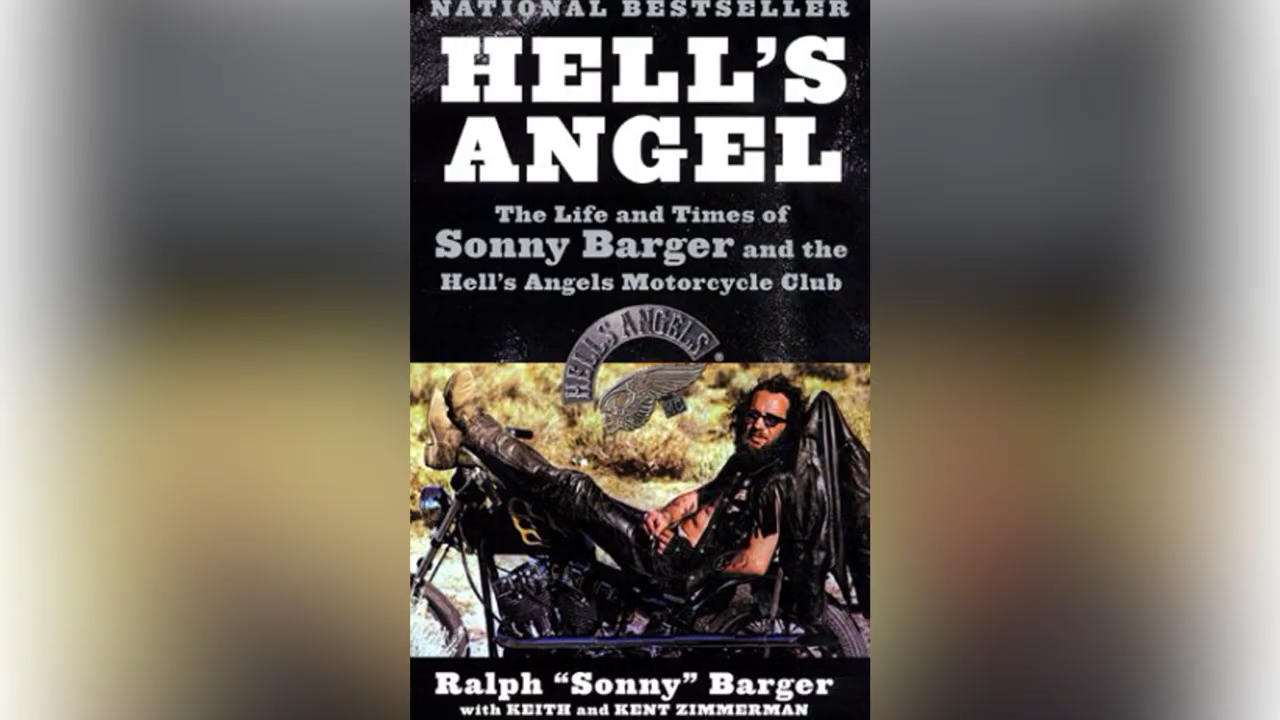 NATIONAL BESTSELLER
HELL'S
ANGEL
The Life and Times of
Sonny Barger and the
Hell's Angels Motorcycle Club
HELL'S ANGELS
®
Ralph “Sonny” Barger
with KEITH and KENT ZIMMERMAN